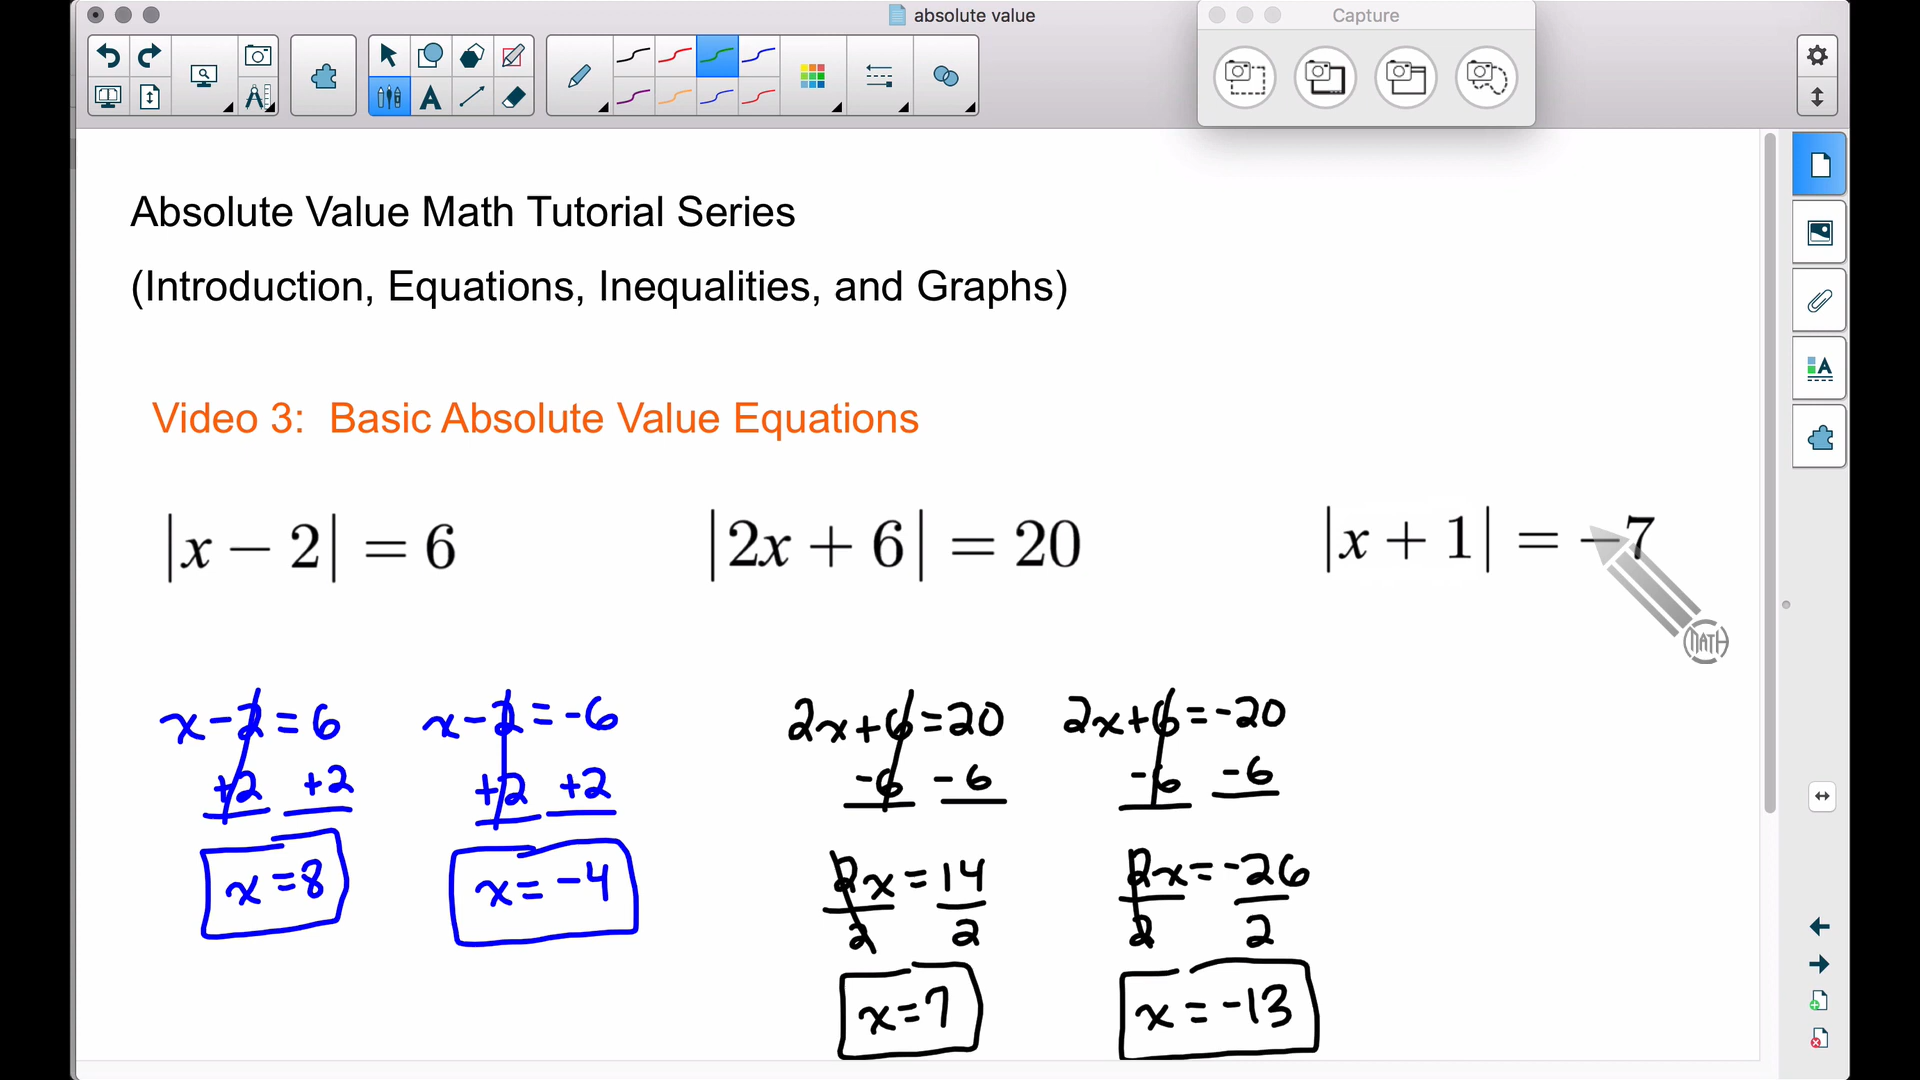 absolute value
Capture
Absolute Value Math Tutorial Series
(Introduction, Equations, Inequalities, and Graphs)
Video 3: Basic Absolute Value Equations
|x − 2| = 6
|2x + 6| = 20
|x + 1| = −7
x-2=6
+2 +2
x=8
x-2=-6
+2 +2
x=-4
2x+6=20
-6 -6
2x=14
2 2
x=7
2x+6=-20
-6 -6
2x=-26
2 2
x=-13
MATH